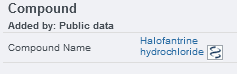 Compound
Added by: Public data
Compound Name
Halofantrine
hydrochloride